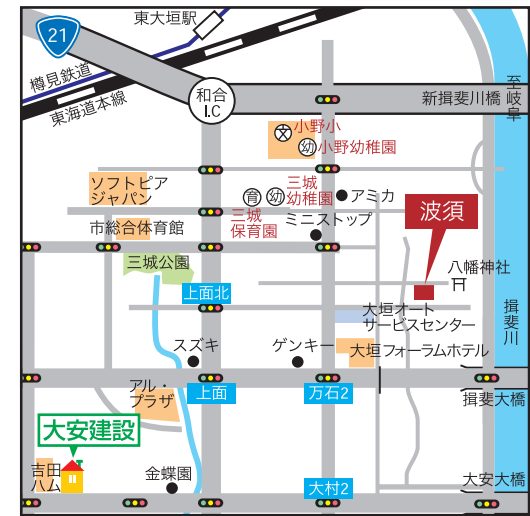 東大垣駅
21
樽見鉄道
東海道本線
和合
I.C
新揖斐川橋
至岐阜
文
小野小
幼
小野幼稚園
ソフトピア
ジャパン
育
幼
三城
幼稚園
アミカ
三城
保育園
波須
市総合体育館
ミニストップ
三城公園
八幡神社
上面北
大垣オート
サービスセンター
揖斐川
スズキ
ゲンキー
大垣フォーラムホテル
アル・
プラザ
上面
万石2
揖斐大橋
大安建設
吉田
ハム
金蝶園
大村2
大安大橋